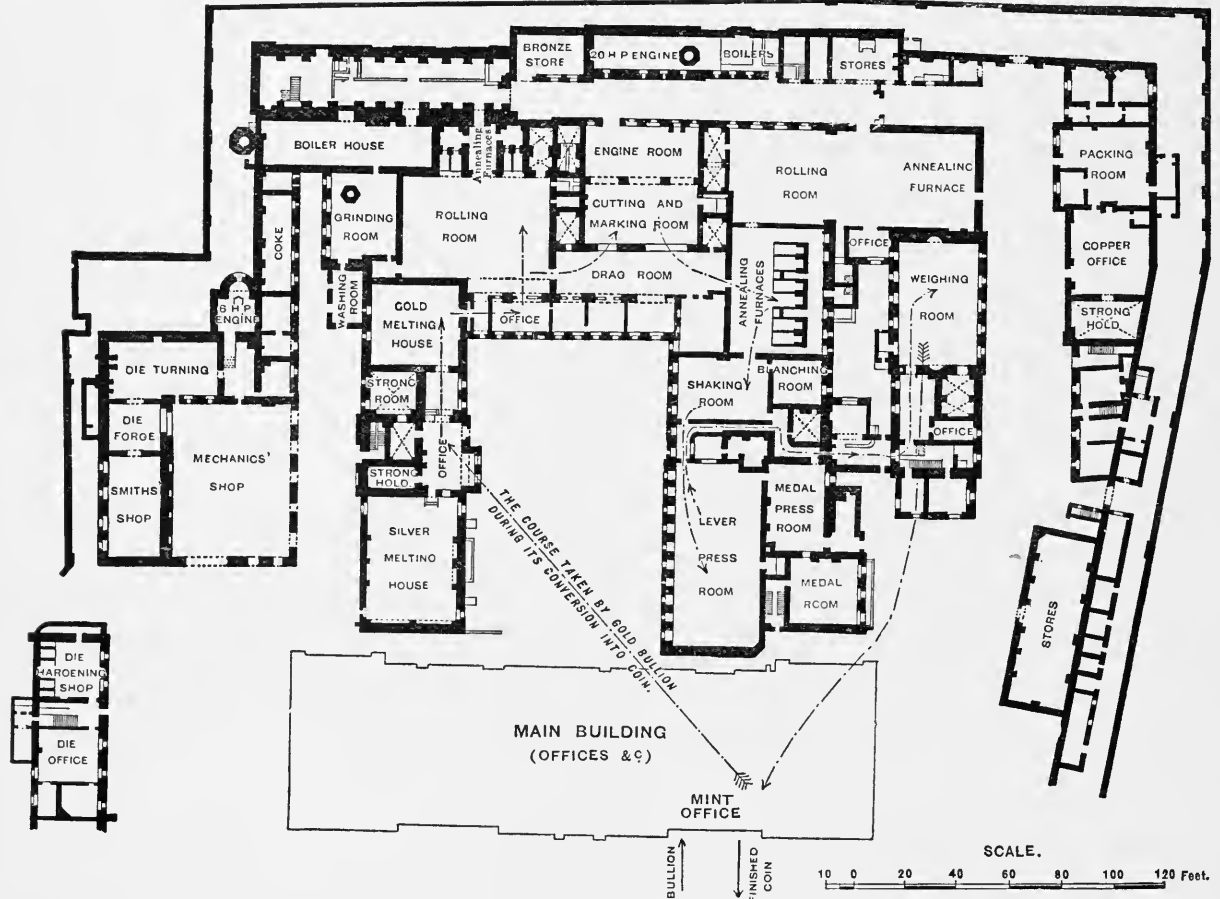 BRONZE
STORE
20 H P ENGINE
BOILERS
STORES
BOILER HOUSE
Annealing
Furnaces
ENGINE ROOM
ROLLING
ROOM
ANNEALING
FURNACE
PACKING
ROOM
GRINDING
ROOM
ROLLING
ROOM
CUTTING AND
MARKING ROOM
COKE
WASHING
ROOM
DRAG ROOM
OFFICE
WEIGHING
ROOM
COPPER
OFFICE
6 H P
ENGINE
GOLD
MELTING
HOUSE
OFFICE
ANNEALING
FURNACES
STRONG
HOLD
DIE TURNING
STRONG
ROOM
SHAKING
ROOM
BLANCHING
ROOM
DIE
FORGE
OFFICE
OFFICE
MECHANICS'
SHOP
STRONG
HOLD.
SMITHS
SHOP
SILVER
MELTING
HOUSE
LEVER
PRESS
ROOM
MEDAL
PRESS
ROOM
MEDAL
ROOM
STORES
THE COURSE TAKEN BY GOLD BULLION
DURING ITS CONVERSION INTO COIN.
DIE
HARDENING
SHOP
DIE
OFFICE
MAIN BUILDING
(OFFICES &C)
MINT
OFFICE
BULLION
FINISHED
COIN
SCALE.
10 0 20 40 60 80 100 120 Feet.